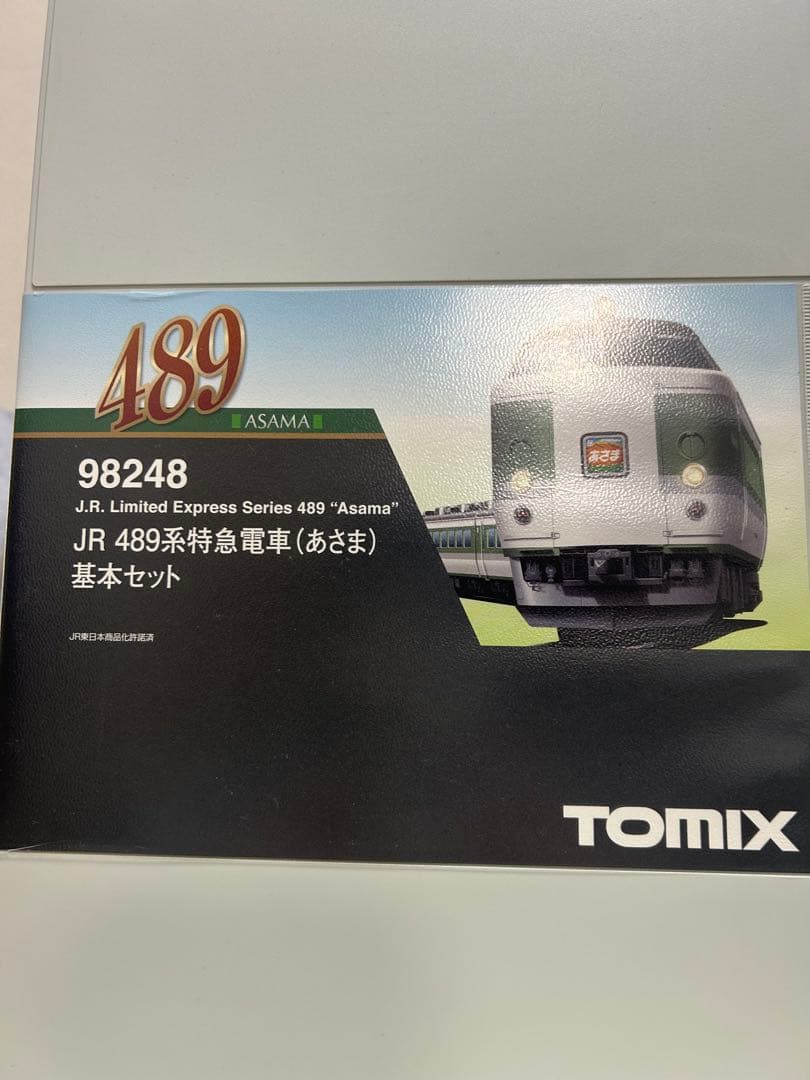 489
ASAMA
98248
J.R. Limited Express Series 489 “Asama”
JR 489系特急電車(あさま)
基本セット
JR東日本商品化許諾済
あさま
TOMIX